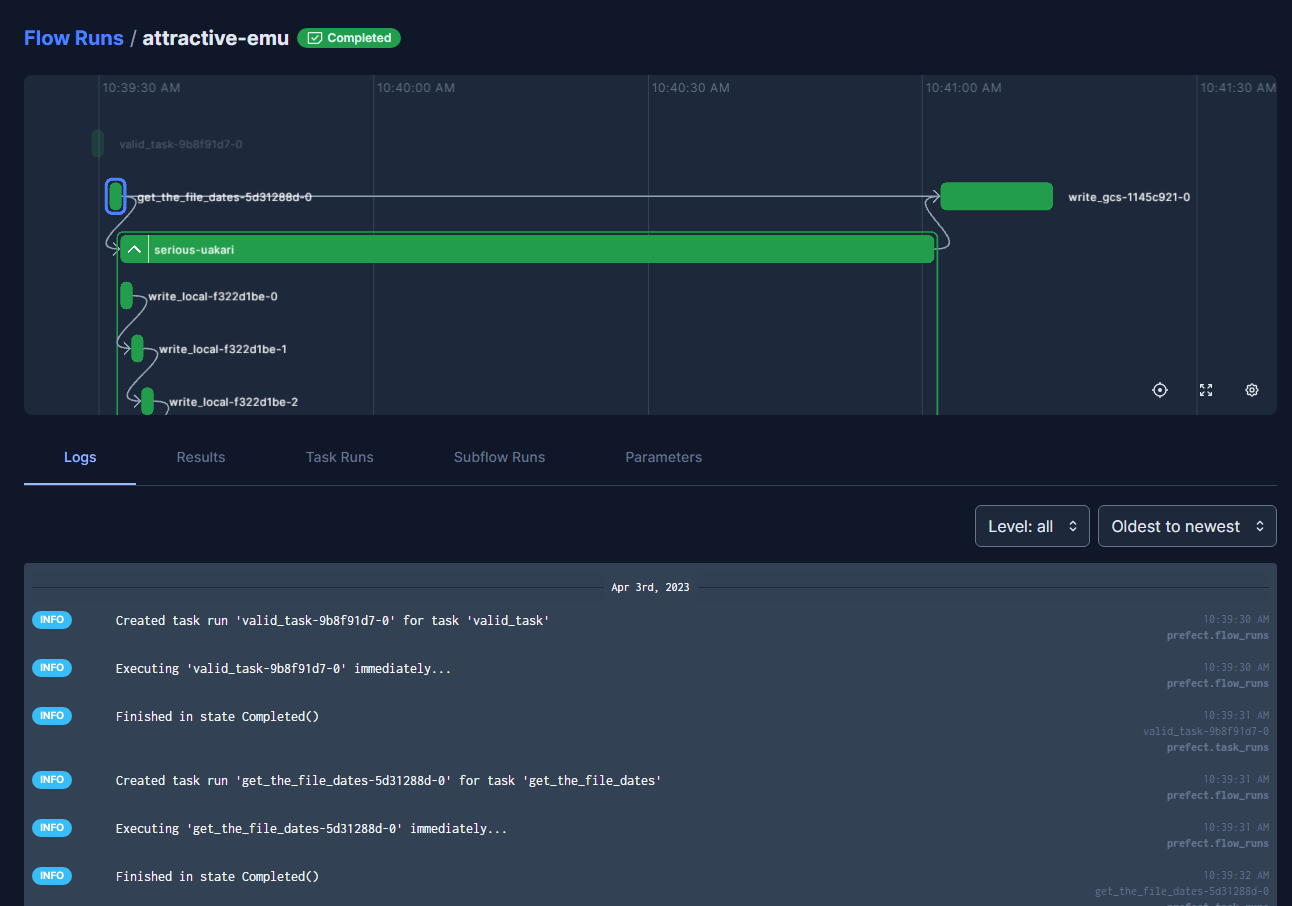 Flow Runs / attractive-emu Completed
10:39:30 AM 10:40:00 AM 10:40:30 AM 10:41:00 AM 10:41:30 AM
valid_task-9b8f91d7-0
get_the_file_dates-5d31288d-0 write_gcs-1145c921-0
serious-uakari
write_local-f322d1be-0
write_local-f322d1be-1
write_local-f322d1be-2
Logs Results Task Runs Subflow Runs Parameters
Level: all Oldest to newest
Apr 3rd, 2023
INFO Created task run 'valid_task-9b8f91d7-0' for task 'valid_task' 10:39:30 AM
prefect.flow_runs
INFO Executing 'valid_task-9b8f91d7-0' immediately... 10:39:30 AM
prefect.flow_runs
INFO Finished in state Completed() 10:39:31 AM
valid_task-9b8f91d7-0
prefect.task_runs
INFO Created task run 'get_the_file_dates-5d31288d-0' for task 'get_the_file_dates' 10:39:31 AM
prefect.flow_runs
INFO Executing 'get_the_file_dates-5d31288d-0' immediately... 10:39:31 AM
prefect.flow_runs
INFO Finished in state Completed() 10:39:32 AM
get_the_file_dates-5d31288d-0